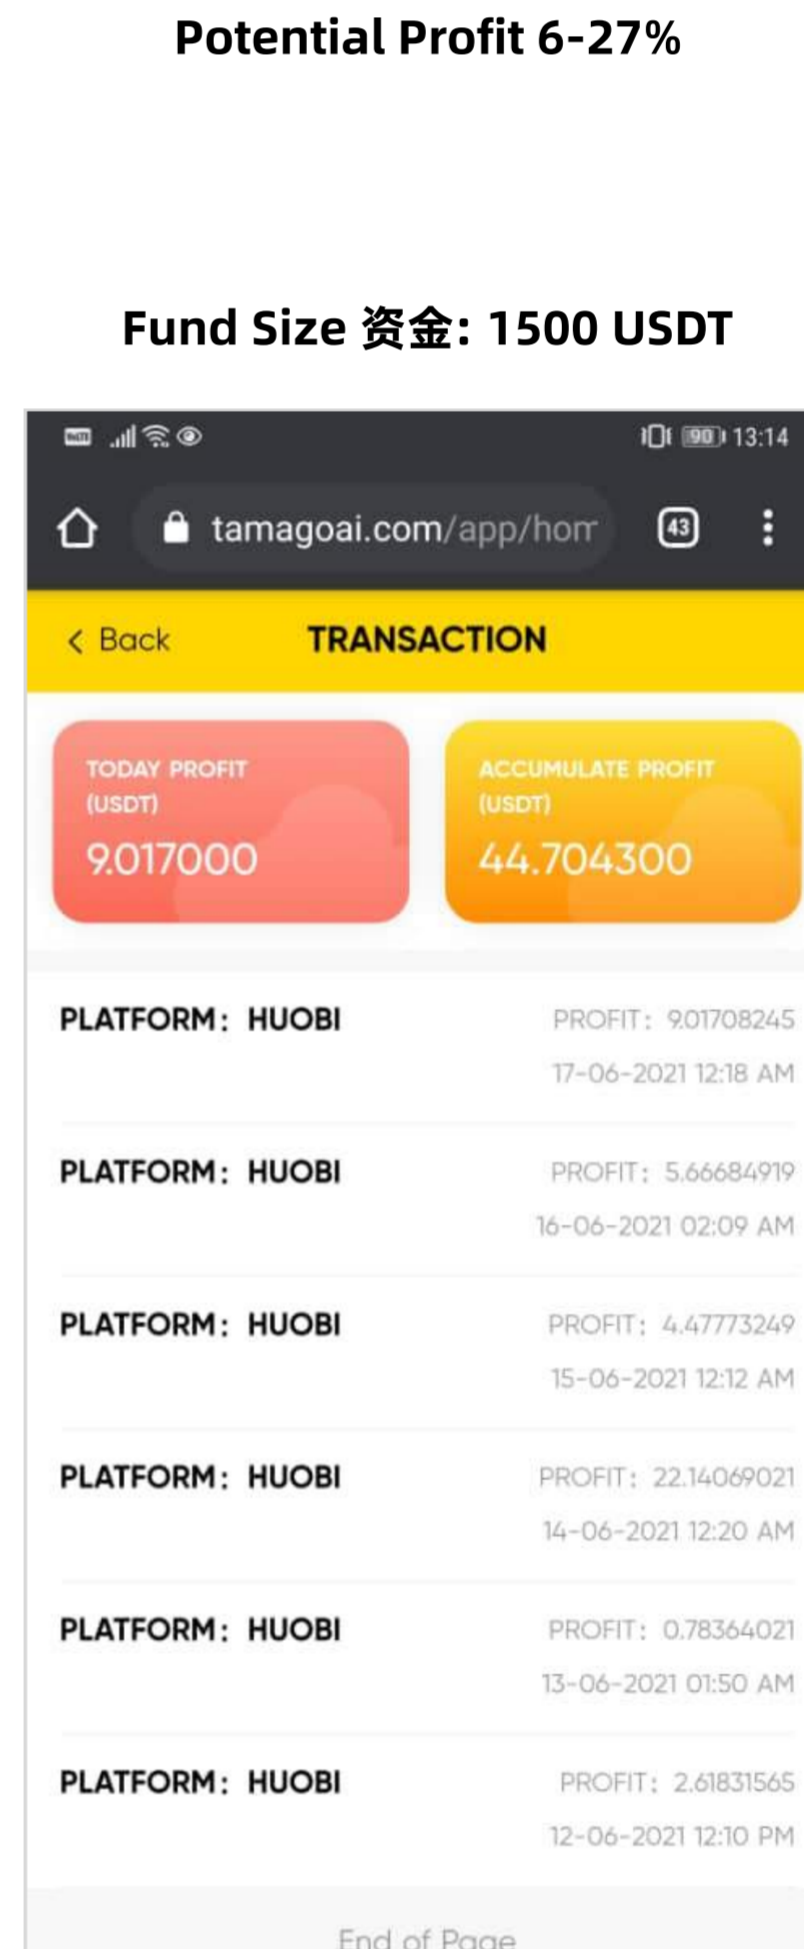 Potential Profit 6-27%
Fund Size 资金: 1500 USDT
90 13:14
tamagoai.com/app/hom
43
Back
TRANSACTION
TODAY PROFIT
(USDT)
9.017000
ACCUMULATE PROFIT
(USDT)
44.704300
PLATFORM: HUOBI
PROFIT: 9.01708245
17-06-2021 12:18 AM
PLATFORM: HUOBI
PROFIT: 5.66684919
16-06-2021 02:09 AM
PLATFORM: HUOBI
PROFIT: 4.47773249
15-06-2021 12:12 AM
PLATFORM: HUOBI
PROFIT: 22.14069021
14-06-2021 12:20 AM
PLATFORM: HUOBI
PROFIT: 0.78364021
13-06-2021 01:50 AM
PLATFORM: HUOBI
PROFIT: 2.61831565
12-06-2021 12:10 PM
End of Page